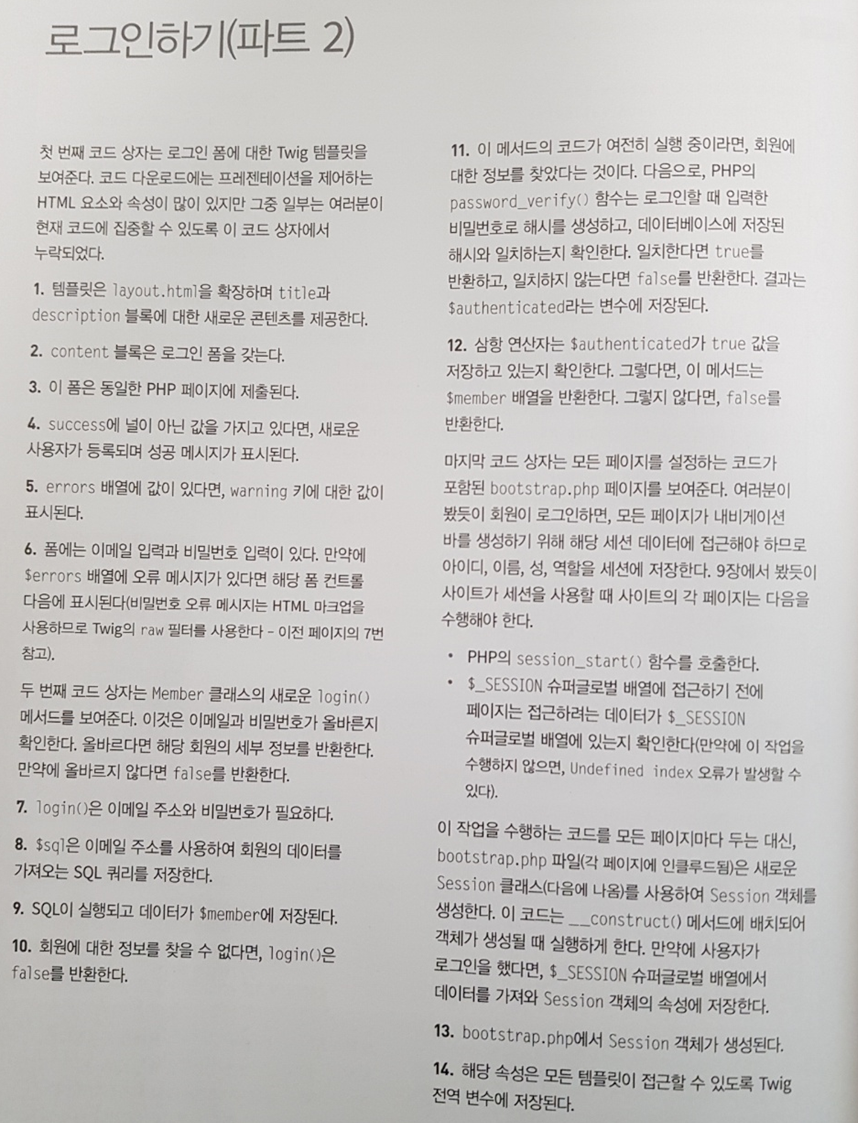 로그인하기(파트 2)
첫 번째 코드 상자는 로그인 폼에 대한 Twig 템플릿을
보여준다. 코드 다운로드에는 프레젠테이션을 제어하는
HTML 요소와 속성이 많이 있지만 그중 일부는 여러분이
현재 코드에 집중할 수 있도록 이 코드 상자에서
누락되었다.
1. 템플릿은 layout.html을 확장하며 title과
description 블록에 대한 새로운 콘텐츠를 제공한다.
2. content 블록은 로그인 폼을 갖는다.
3. 이 폼은 동일한 PHP 페이지에 제출된다.
4. success에 널이 아닌 값을 가지고 있다면, 새로운
사용자가 등록되며 성공 메시지가 표시된다.
5. errors 배열에 값이 있다면, warning 키에 대한 값이
표시된다.
6. 폼에는 이메일 입력과 비밀번호 입력이 있다. 만약에
$errors 배열에 오류 메시지가 있다면 해당 폼 컨트롤
다음에 표시된다(비밀번호 오류 메시지는 HTML 마크업을
사용하므로 Twig의 raw 필터를 사용한다 - 이전 페이지의 7번
참고).
두 번째 코드 상자는 Member 클래스의 새로운 login()
메서드를 보여준다. 이것은 이메일과 비밀번호가 올바른지
확인한다. 올바르다면 해당 회원의 세부 정보를 반환한다.
만약에 올바르지 않다면 false를 반환한다.
7. login()은 이메일 주소와 비밀번호가 필요하다.
8. $sql은 이메일 주소를 사용하여 회원의 데이터를
가져오는 SQL 쿼리를 저장한다.
9. SQL이 실행되고 데이터가 $member에 저장된다.
10. 회원에 대한 정보를 찾을 수 없다면, login()은
false를 반환한다.
11. 이 메서드의 코드가 여전히 실행 중이라면, 회원에
대한 정보를 찾았다는 것이다. 다음으로, PHP의
password_verify() 함수는 로그인할 때 입력한
비밀번호로 해시를 생성하고, 데이터베이스에 저장된
해시와 일치하는지 확인한다. 일치한다면 true를
반환하고, 일치하지 않는다면 false를 반환한다. 결과는
$authenticated라는 변수에 저장된다.
12. 삼항 연산자는 $authenticated가 true 값을
저장하고 있는지 확인한다. 그렇다면, 이 메서드는
$member 배열을 반환한다. 그렇지 않다면, false를
반환한다.
마지막 코드 상자는 모든 페이지를 설정하는 코드가
포함된 bootstrap.php 페이지를 보여준다. 여러분이
봤듯이 회원이 로그인하면, 모든 페이지가 내비게이션
바를 생성하기 위해 해당 세션 데이터에 접근해야 하므로
아이디, 이름, 성, 역할을 세션에 저장한다. 9장에서 봤듯이
사이트가 세션을 사용할 때 사이트의 각 페이지는 다음을
수행해야 한다.
• PHP의 session_start() 함수를 호출한다.
• $_SESSION 슈퍼글로벌 배열에 접근하기 전에
페이지는 접근하려는 데이터가 $_SESSION
슈퍼글로벌 배열에 있는지 확인한다(만약에 이 작업을
수행하지 않으면, Undefined index 오류가 발생할 수
있다).
이 작업을 수행하는 코드를 모든 페이지마다 두는 대신,
bootstrap.php 파일(각 페이지에 인클루드됨)은 새로운
Session 클래스(다음에 나옴)를 사용하여 Session 객체를
생성한다. 이 코드는 __construct() 메서드에 배치되어
객체가 생성될 때 실행하게 한다. 만약에 사용자가
로그인을 했다면, $_SESSION 슈퍼글로벌 배열에서
데이터를 가져와 Session 객체의 속성에 저장한다.
13. bootstrap.php에서 Session 객체가 생성된다.
14. 해당 속성은 모든 템플릿이 접근할 수 있도록 Twig
전역 변수에 저장된다.